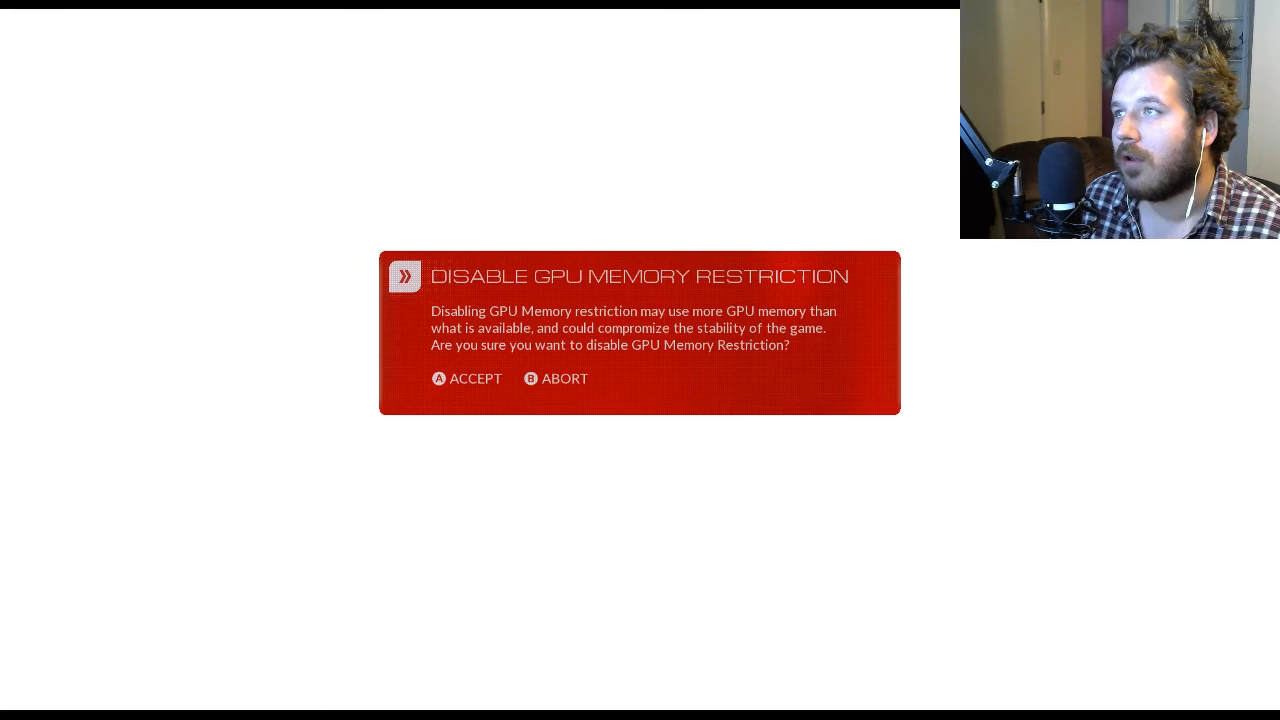 DISABLE GPU MEMORY RESTRICTION
Disabling GPU Memory restriction may use more GPU memory than
what is available, and could compromize the stability of the game.
Are you sure you want to disable GPU Memory Restriction?
A ACCEPT B ABORT